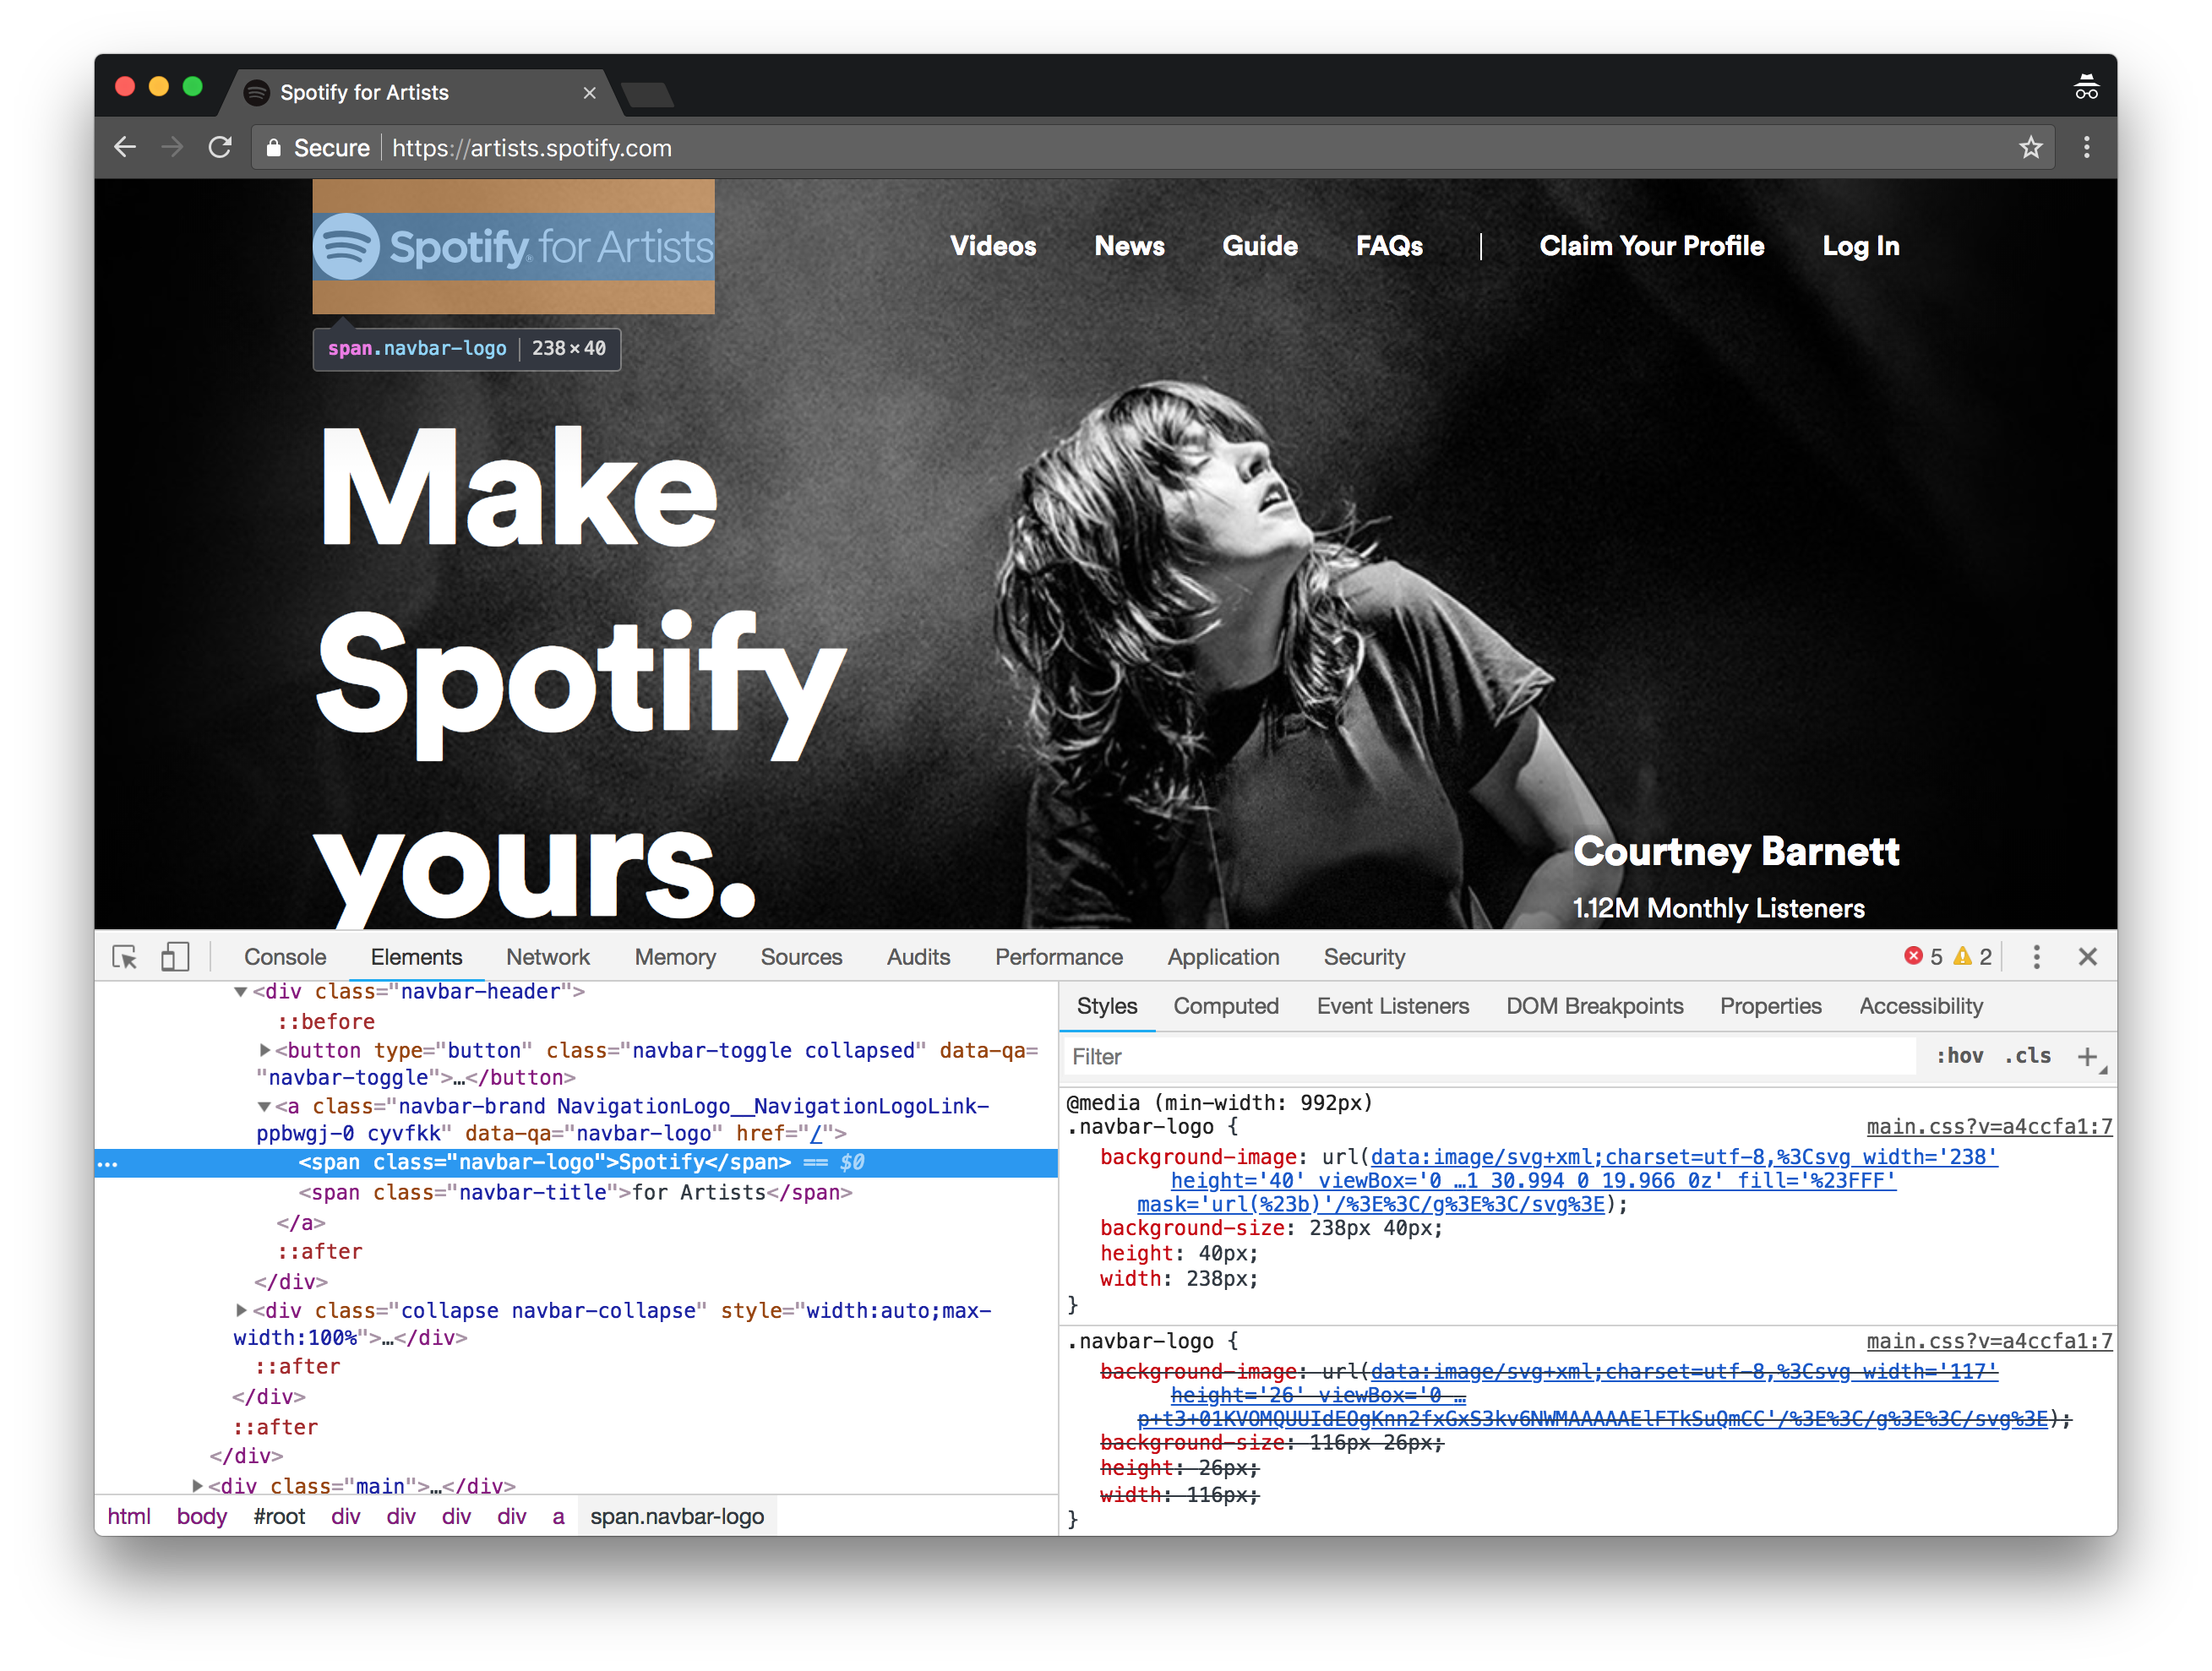 Spotify for Artists
Secure https://artists.spotify.com
Spotify® for Artists
Videos News Guide FAQs | Claim Your Profile Log In
span.navbar-logo | 238 × 40
Make
Spotify
yours.
Courtney Barnett
1.12M Monthly Listeners
Console Elements Network Memory Sources Audits Performance Application Security 5 2
<div class="navbar-header">
::before
<button type="button" class="navbar-toggle collapsed" data-qa=
"navbar-toggle">…</button>
<a class="navbar-brand NavigationLogo__NavigationLogoLink-
ppbwgj-0 cyvfkk" data-qa="navbar-logo" href="/">
… <span class="navbar-logo">Spotify</span> == $0
<span class="navbar-title">for Artists</span>
</a>
::after
</div>
<div class="collapse navbar-collapse" style="width:auto;max-
width:100%">…</div>
::after
</div>
::after
</div>
<div class="main">…</div>
html body #root div div div div a span.navbar-logo
Styles Computed Event Listeners DOM Breakpoints Properties Accessibility
Filter :hov .cls +
@media (min-width: 992px)
.navbar-logo { main.css?v=a4ccfa1:7
background-image: url(data:image/svg+xml;charset=utf-8,%3Csvg width='238'
height='40' viewBox='0 …1 30.994 0 19.966 0z' fill='%23FFF'
mask='url(%23b)'/%3E%3C/g%3E%3C/svg%3E);
background-size: 238px 40px;
height: 40px;
width: 238px;
}
.navbar-logo { main.css?v=a4ccfa1:7
background-image: url(data:image/svg+xml;charset=utf-8,%3Csvg width='117'
height='26' viewBox='0 …
p+t3+01KVOMQUUIdEOgKnn2fxGxS3kv6NWMAAAAAElFTkSuQmCC'/%3E%3C/g%3E%3C/svg%3E);
background-size: 116px 26px;
height: 26px;
width: 116px;
}